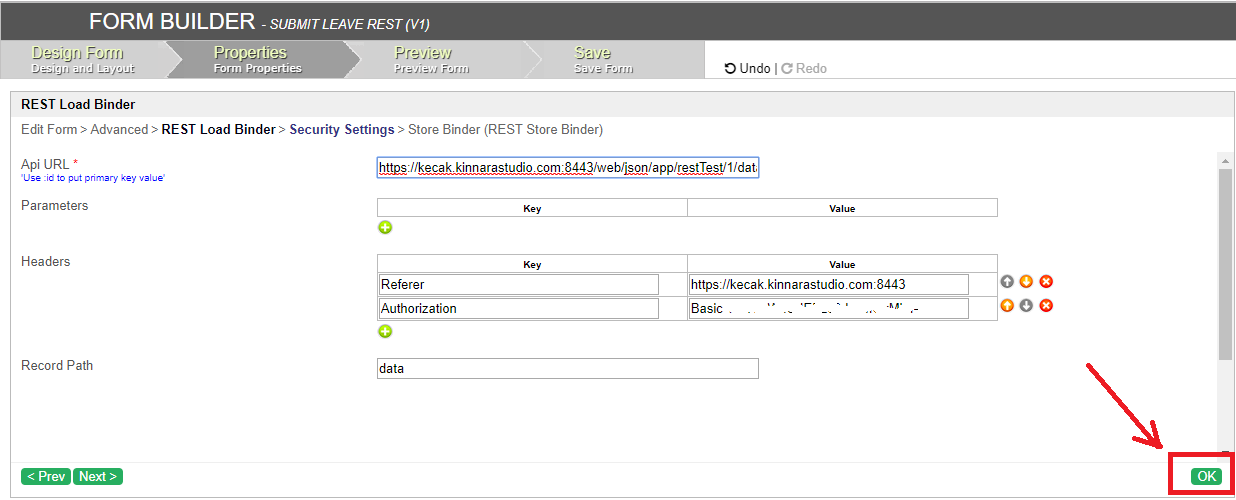 FORM BUILDER - SUBMIT LEAVE REST (V1)
Design Form Properties Preview Save
Design and Layout Form Properties Preview Form Save Form
Undo | Redo
REST Load Binder
Edit Form > Advanced > REST Load Binder > Security Settings > Store Binder (REST Store Binder)
Api URL * https://kecak.kinnarastudio.com:8443/web/json/app/restTest/1/data
'Use :id to put primary key value'
Parameters
Key Value
Headers
Key Value
Referer https://kecak.kinnarastudio.com:8443
Authorization Basic
Record Path data
< Prev Next > OK